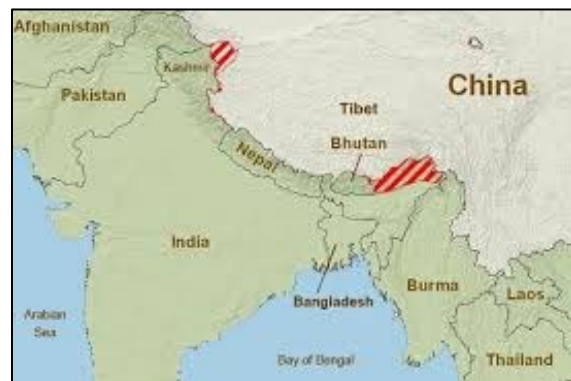 Afghanistan
Kashmir
China
Pakistan
Tibet
Bhutan
Nepal
India
Burma
Laos
Bangladesh
Arabian
Sea
Bay of Bengal
Thailand